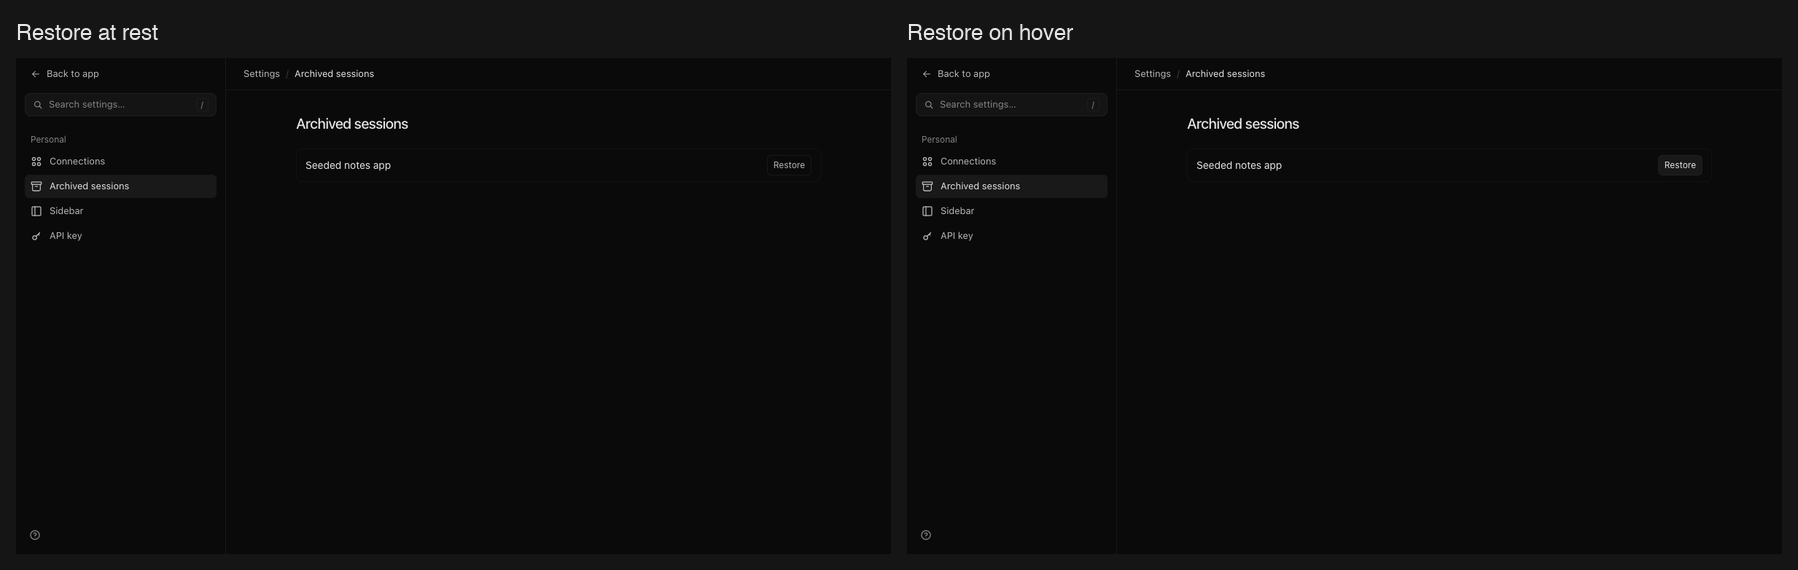 Restore at rest
Back to app
Search settings... /
Personal
Connections
Archived sessions
Sidebar
API key
Settings / Archived sessions
Archived sessions
Seeded notes app Restore
Restore on hover
Back to app
Search settings... /
Personal
Connections
Archived sessions
Sidebar
API key
Settings / Archived sessions
Archived sessions
Seeded notes app Restore